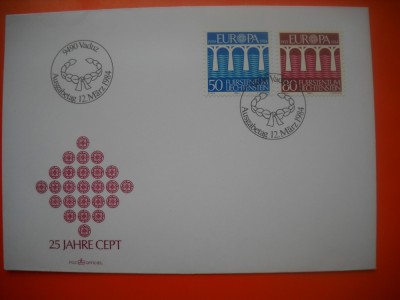 9490 Vaduz
Ausgabetag 12. März 1984
EUROPA
50 FÜRSTENTUM
LIECHTENSTEIN
EUROPA
80 FÜRSTENTUM
LIECHTENSTEIN
Ausgabetag 12. März 1984
25 JAHRE CEPT